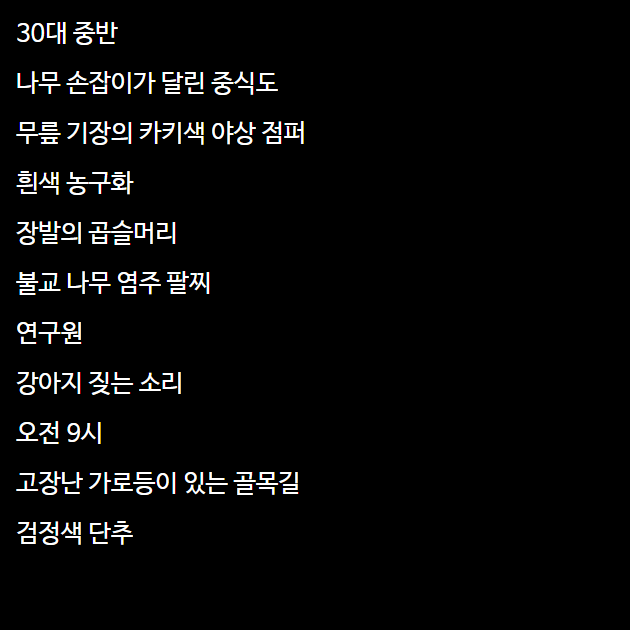 30대 중반
나무 손잡이가 달린 중식도
무릎 기장의 카키색 야상 점퍼
흰색 농구화
장발의 곱슬머리
불교 나무 염주 팔찌
연구원
강아지 짖는 소리
오전 9시
고장난 가로등이 있는 골목길
검정색 단추